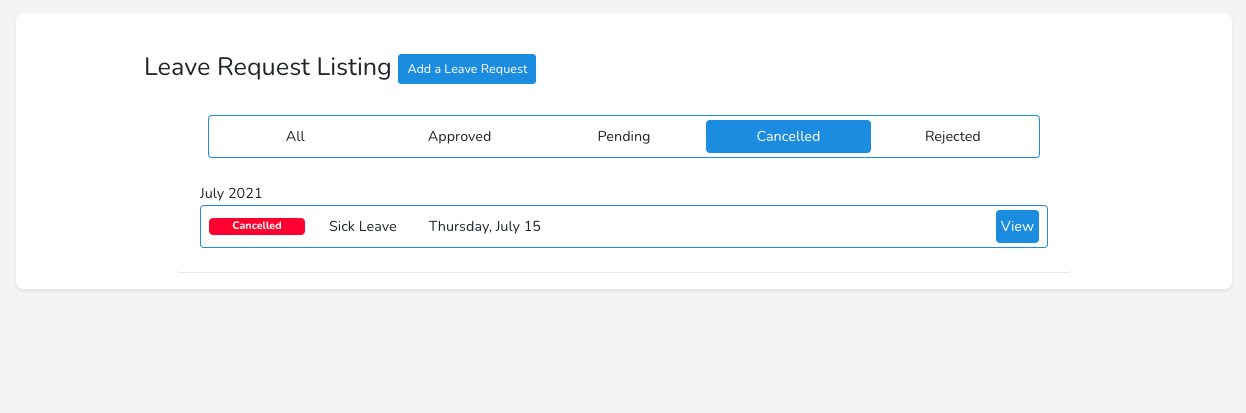 Leave Request Listing Add a Leave Request
All Approved Pending Cancelled Rejected
July 2021
Cancelled Sick Leave Thursday, July 15 View